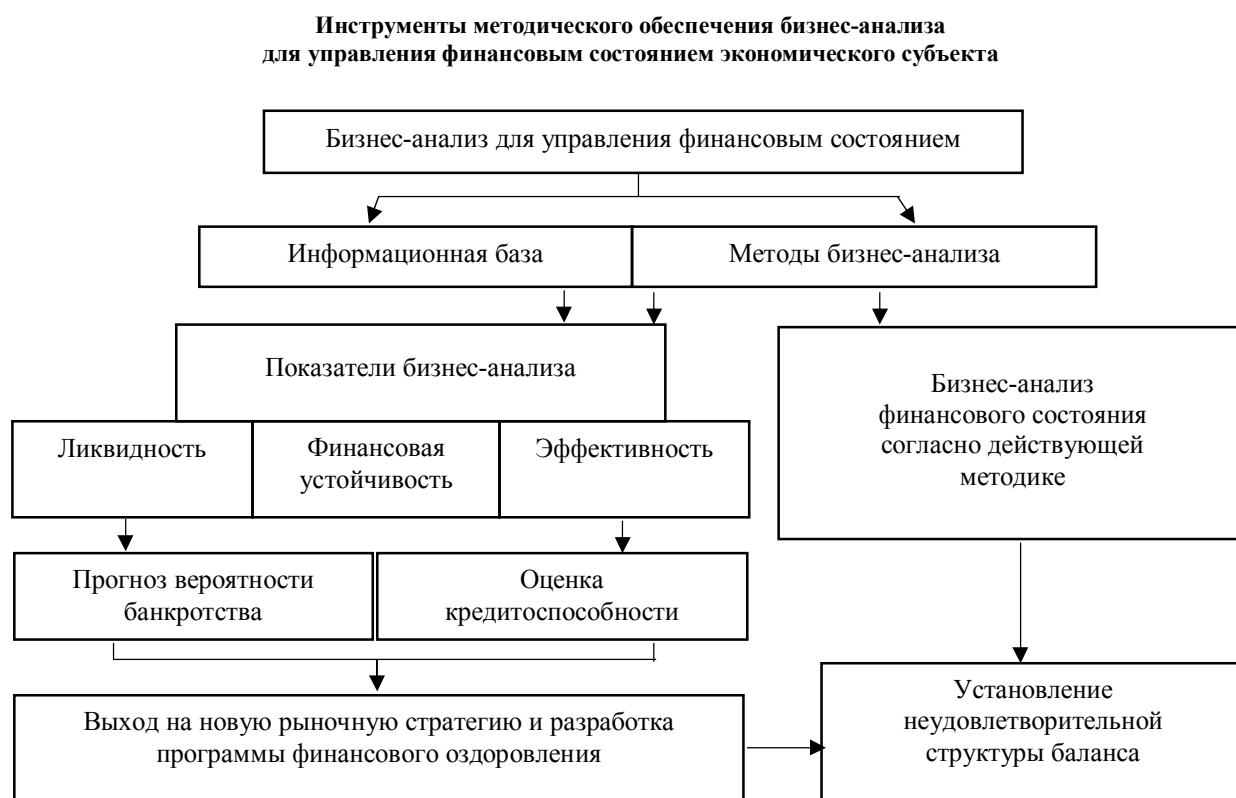 Инструменты методического обеспечения бизнес-анализа
для управления финансовым состоянием экономического субъекта
Бизнес-анализ для управления финансовым состоянием
Информационная база
Методы бизнес-анализа
Показатели бизнес-анализа
Ликвидность
Финансовая
устойчивость
Эффективность
Бизнес-анализ
финансового состояния
согласно действующей
методике
Прогноз вероятности
банкротства
Оценка
кредитоспособности
Выход на новую рыночную стратегию и разработка
программы финансового оздоровления
Установление
неудовлетворительной
структуры баланса